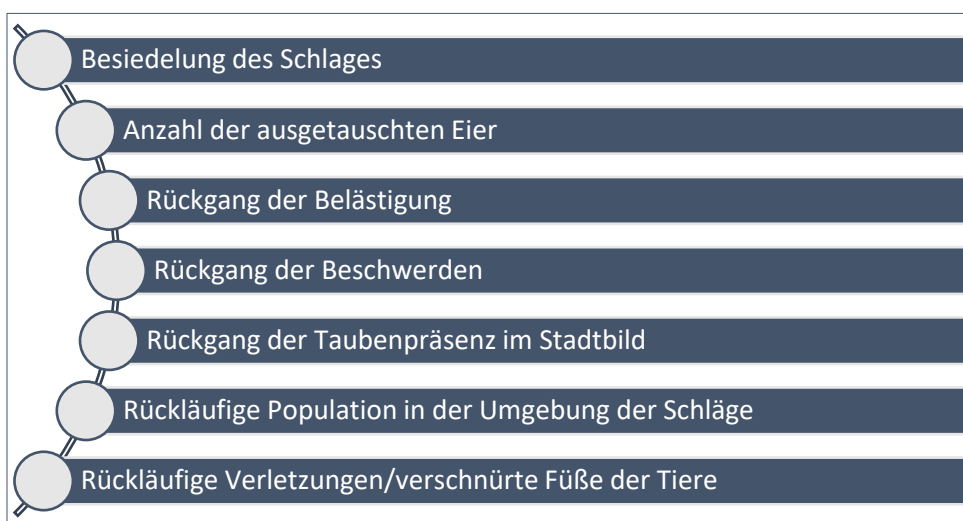 Besiedelung des Schlages
Anzahl der ausgetauschten Eier
Rückgang der Belästigung
Rückgang der Beschwerden
Rückgang der Taubenpräsenz im Stadtbild
Rückläufige Population in der Umgebung der Schläge
Rückläufige Verletzungen/verschnürte Füße der Tiere